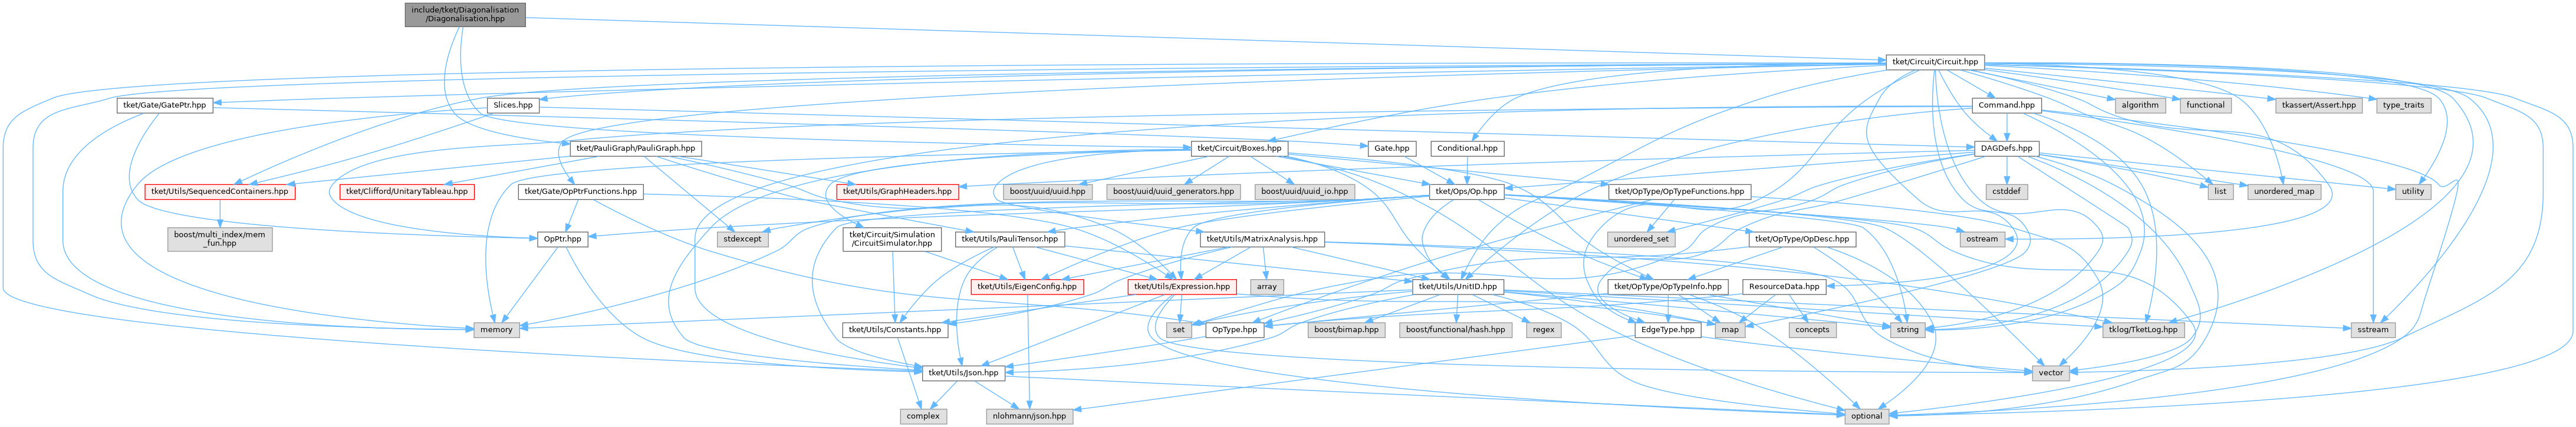 include/tket/Diagonalisation
/Diagonalisation.hpp
tket/Circuit/Circuit.hpp
tket/Gate/GatePtr.hpp
Slices.hpp
Command.hpp
algorithm
functional
tkassert/Assert.hpp
type_traits
tket/PauliGraph/PauliGraph.hpp
tket/Circuit/Boxes.hpp
Gate.hpp
Conditional.hpp
DAGDefs.hpp
tket/Utils/SequencedContainers.hpp
tket/Clifford/UnitaryTableau.hpp
tket/Gate/OpPtrFunctions.hpp
tket/Utils/GraphHeaders.hpp
boost/uuid/uuid.hpp
boost/uuid/uuid_generators.hpp
boost/uuid/uuid_io.hpp
tket/Ops/Op.hpp
tket/OpType/OpTypeFunctions.hpp
cstddef
list
unordered_map
utility
boost/multi_index/mem
_fun.hpp
OpPtr.hpp
stdexcept
tket/Circuit/Simulation
/CircuitSimulator.hpp
tket/Utils/PauliTensor.hpp
tket/Utils/MatrixAnalysis.hpp
unordered_set
tket/OpType/OpDesc.hpp
ostream
tket/Utils/EigenConfig.hpp
tket/Utils/Expression.hpp
array
tket/Utils/UnitID.hpp
tket/OpType/OpTypeInfo.hpp
ResourceData.hpp
memory
tket/Utils/Constants.hpp
set
OpType.hpp
boost/bimap.hpp
boost/functional/hash.hpp
regex
EdgeType.hpp
map
concepts
string
tklog/TketLog.hpp
sstream
tket/Utils/Json.hpp
vector
complex
nlohmann/json.hpp
optional